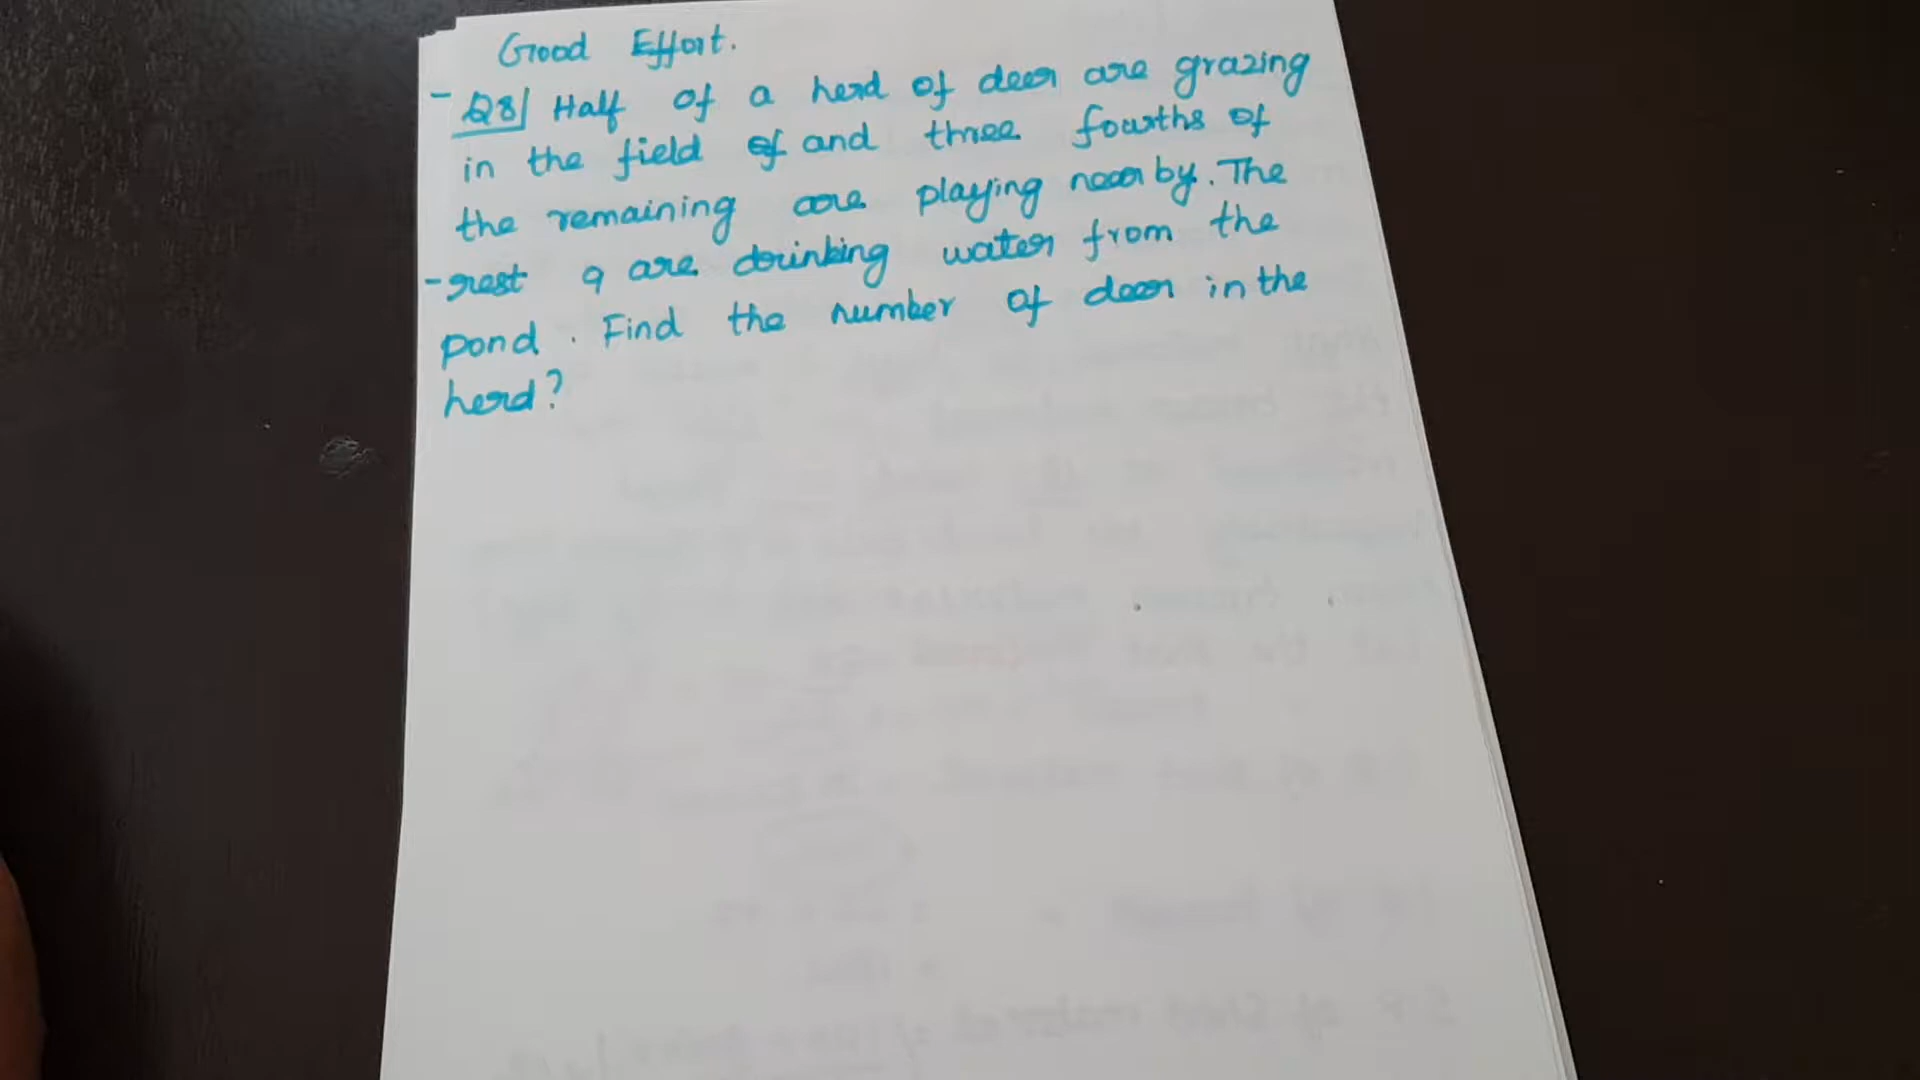 Good Effort.
- Q8| Half of a herd of deer are grazing
in the field of and three fourths of
the remaining are playing nearby. The
- rest 9 are drinking water from the
pond. Find the number of deer in the
herd?